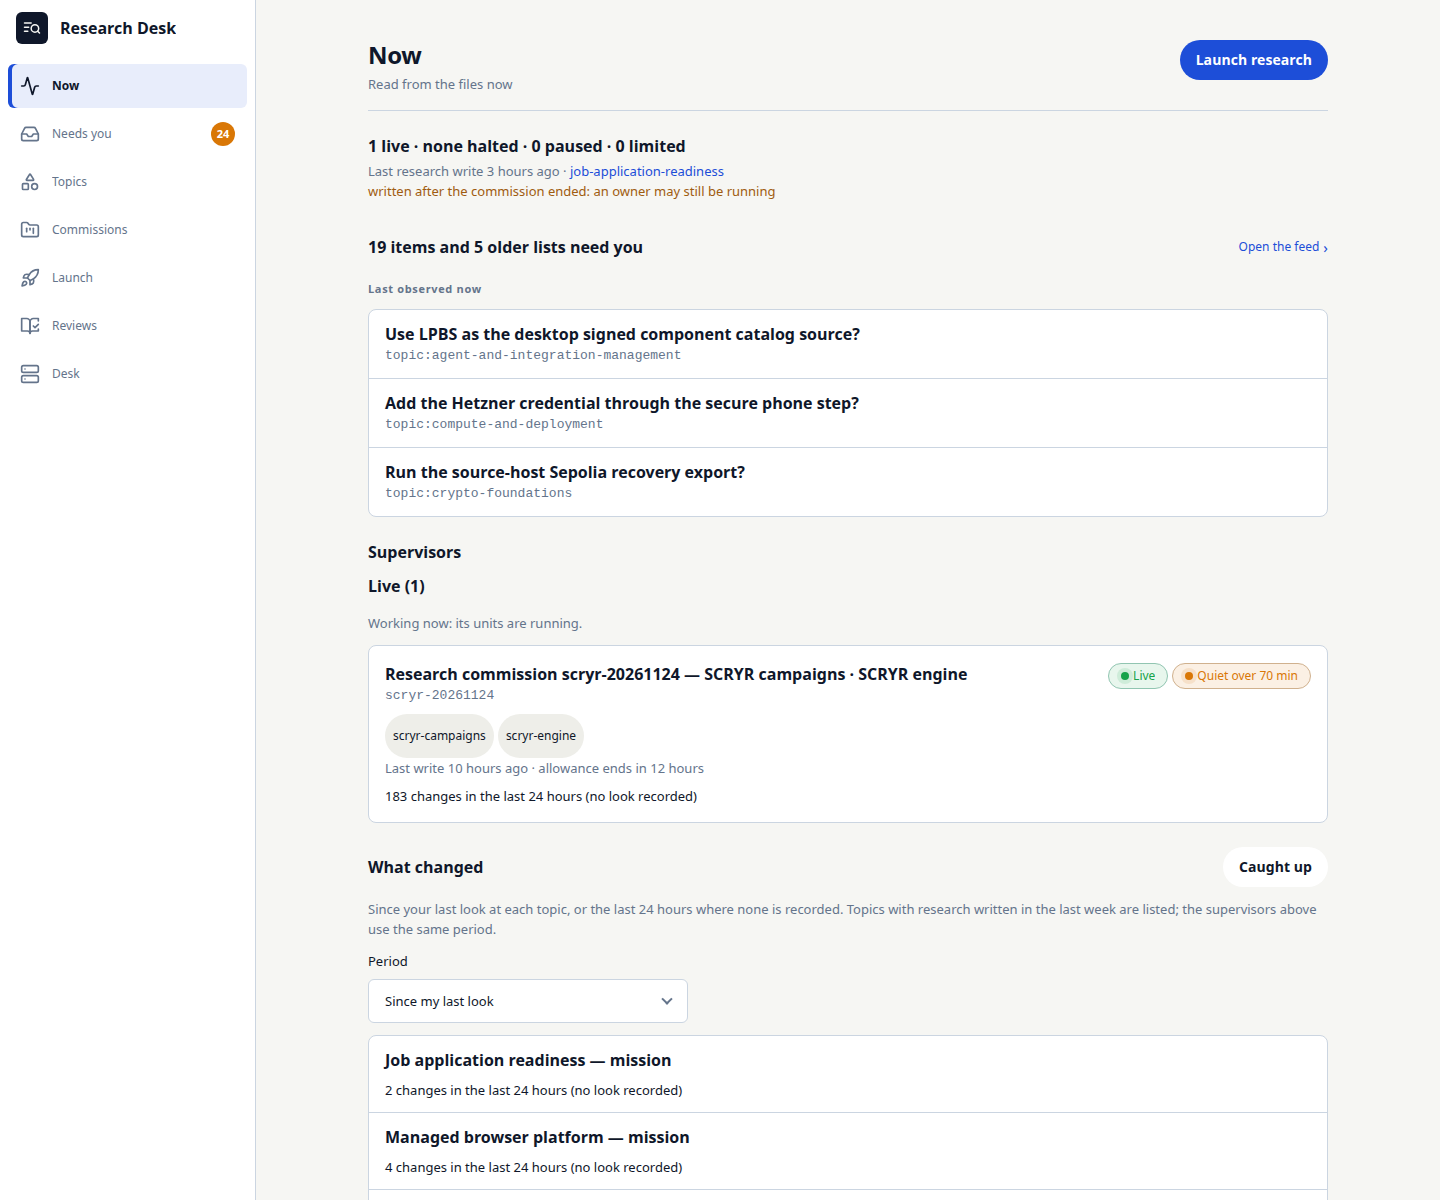 Research Desk
Now
Needs you
24
Topics
Commissions
Launch
Reviews
Desk
Now
Read from the files now
Launch research
1 live · none halted · 0 paused · 0 limited
Last research write 3 hours ago · job-application-readiness
written after the commission ended: an owner may still be running
19 items and 5 older lists need you
Open the feed ›
Last observed now
Use LPBS as the desktop signed component catalog source?
topic:agent-and-integration-management
Add the Hetzner credential through the secure phone step?
topic:compute-and-deployment
Run the source-host Sepolia recovery export?
topic:crypto-foundations
Supervisors
Live (1)
Working now: its units are running.
Research commission scryr-20261124 — SCRYR campaigns · SCRYR engine
Live
Quiet over 70 min
scryr-20261124
scryr-campaigns
scryr-engine
Last write 10 hours ago · allowance ends in 12 hours
183 changes in the last 24 hours (no look recorded)
What changed
Caught up
Since your last look at each topic, or the last 24 hours where none is recorded. Topics with research written in the last week are listed; the supervisors above
use the same period.
Period
Since my last look
Job application readiness — mission
2 changes in the last 24 hours (no look recorded)
Managed browser platform — mission
4 changes in the last 24 hours (no look recorded)